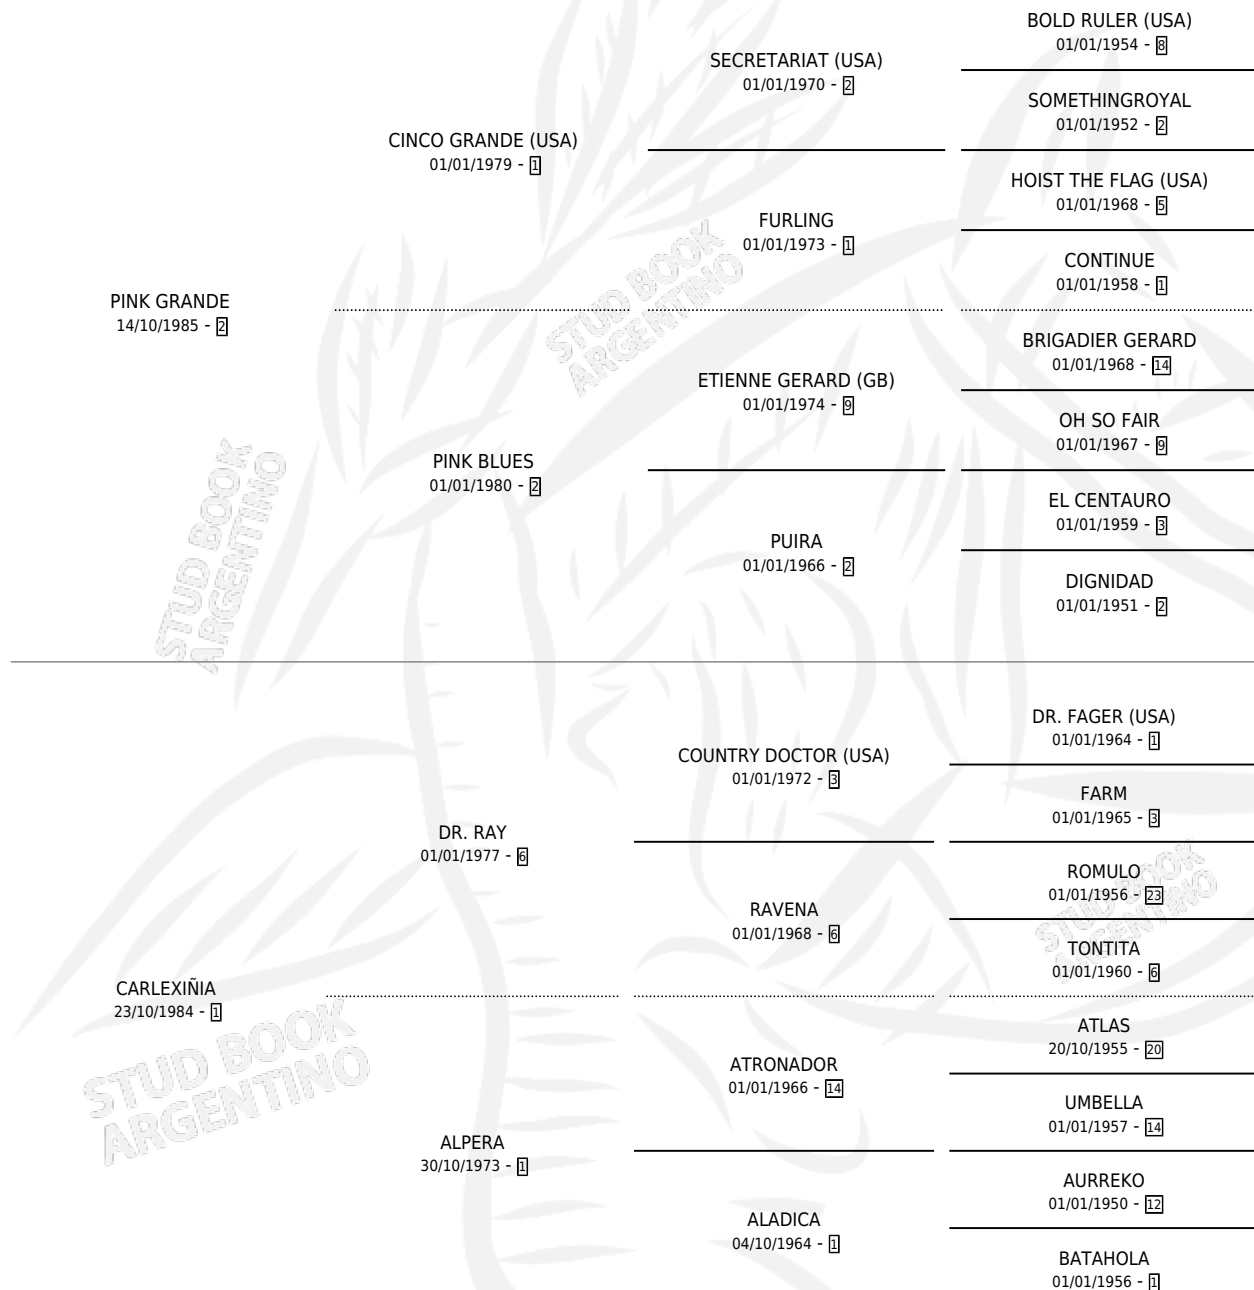 BOLD RULER (USA)
01/01/1954 - 8
SECRETARIAT (USA)
01/01/1970 - 2
SOMETHINGROYAL
01/01/1952 - 2
CINCO GRANDE (USA)
01/01/1979 - 1
HOIST THE FLAG (USA)
01/01/1968 - 5
FURLING
01/01/1973 - 1
CONTINUE
01/01/1958 - 1
PINK GRANDE
14/10/1985 - 2
BRIGADIER GERARD
01/01/1968 - 14
ETIENNE GERARD (GB)
01/01/1974 - 9
OH SO FAIR
01/01/1967 - 9
PINK BLUES
01/01/1980 - 2
EL CENTAURO
01/01/1959 - 3
PUIRA
01/01/1966 - 2
DIGNIDAD
01/01/1951 - 2
DR. FAGER (USA)
01/01/1964 - 1
COUNTRY DOCTOR (USA)
01/01/1972 - 3
FARM
01/01/1965 - 3
DR. RAY
01/01/1977 - 6
ROMULO
01/01/1956 - 23
RAVENA
01/01/1968 - 6
TONTITA
01/01/1960 - 6
CARLEXIÑIA
23/10/1984 - 1
ATLAS
20/10/1955 - 20
ATRONADOR
01/01/1966 - 14
UMBELLA
01/01/1957 - 14
ALPERA
30/10/1973 - 1
AURREKO
01/01/1950 - 12
ALADICA
04/10/1964 - 1
BATAHOLA
01/01/1956 - 1
STUD BOOK
ARGENTINO
STUD BOOK
ARGENTINO
STUD BOOK
ARGENTINO
STUD BOOK
ARGENTINO